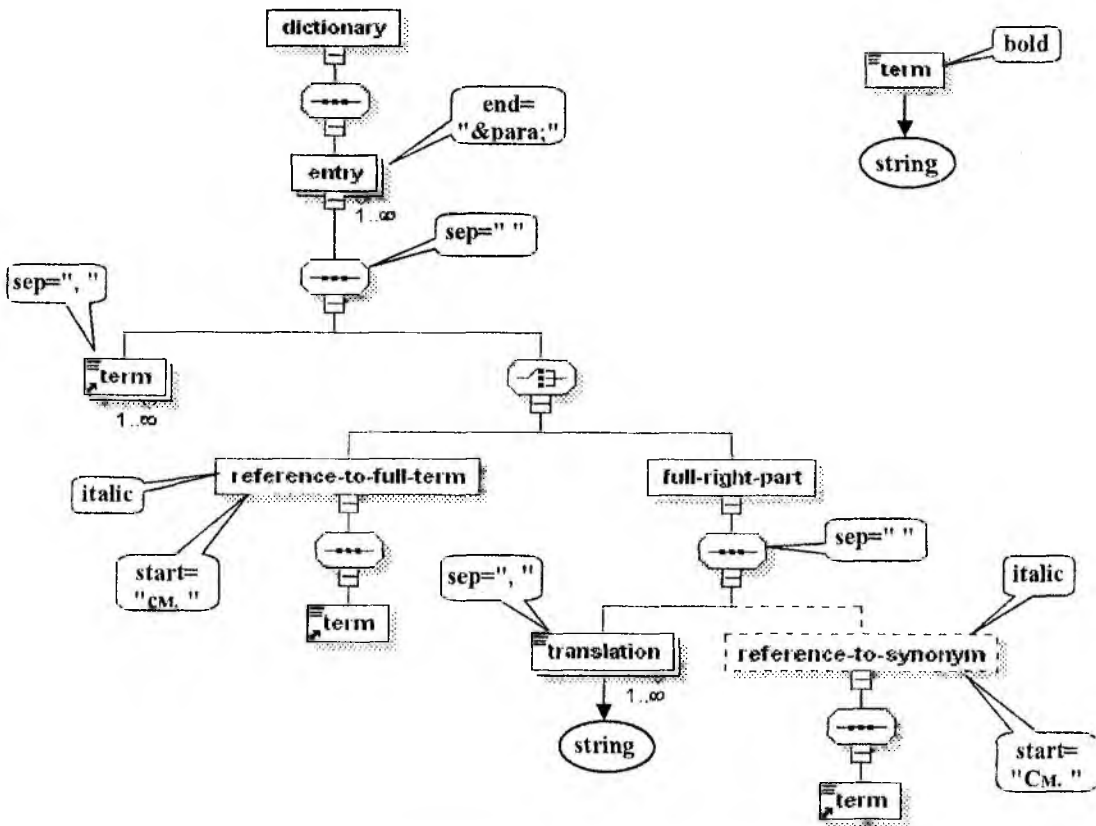 dictionary
bold
term
end=
"&para;"
string
entry
1..∞
sep=" "
sep=", "
term
1..∞
reference-to-full-term
full-right-part
italic
sep=" "
start=
"см. "
sep=", "
italic
term
translation
reference-to-synonym
1..∞
string
start=
"См. "
term